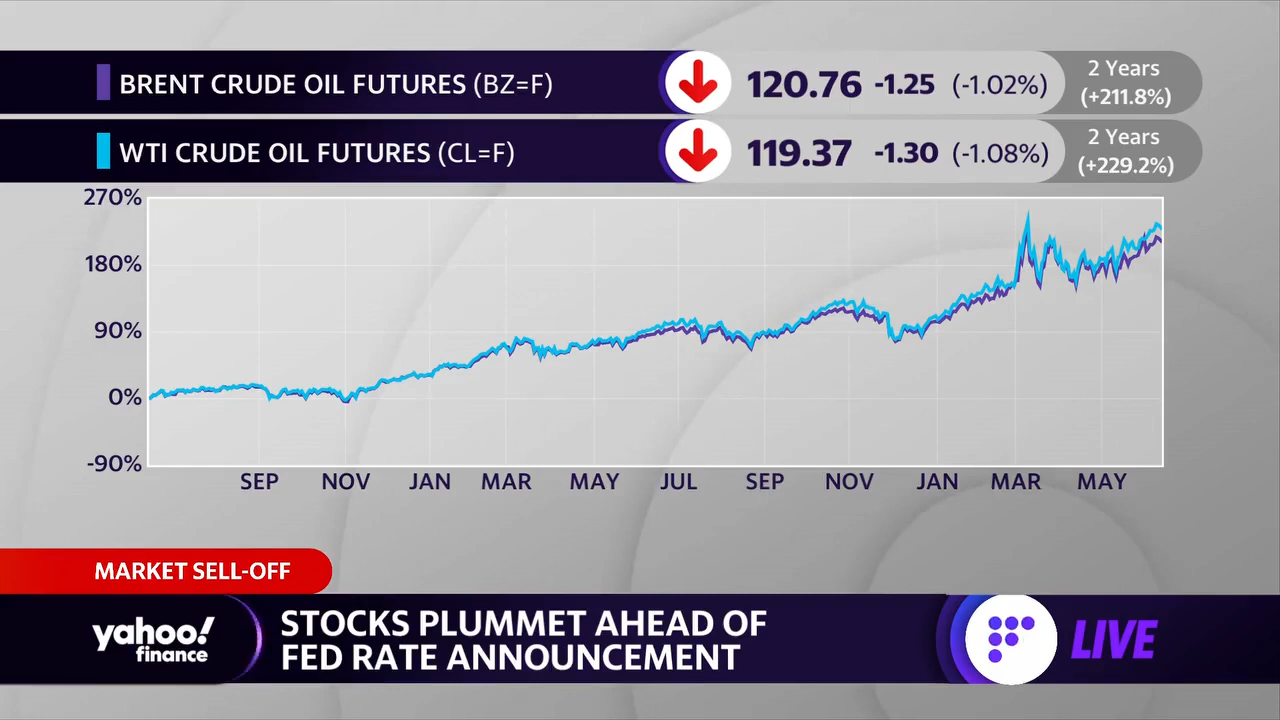 BRENT CRUDE OIL FUTURES (BZ=F) 120.76 -1.25 (-1.02%) 2 Years
(+211.8%)
WTI CRUDE OIL FUTURES (CL=F) 119.37 -1.30 (-1.08%) 2 Years
(+229.2%)
270%
180%
90%
0%
-90%
SEP NOV JAN MAR MAY JUL SEP NOV JAN MAR MAY
MARKET SELL-OFF
yahoo!
finance
STOCKS PLUMMET AHEAD OF
FED RATE ANNOUNCEMENT
LIVE